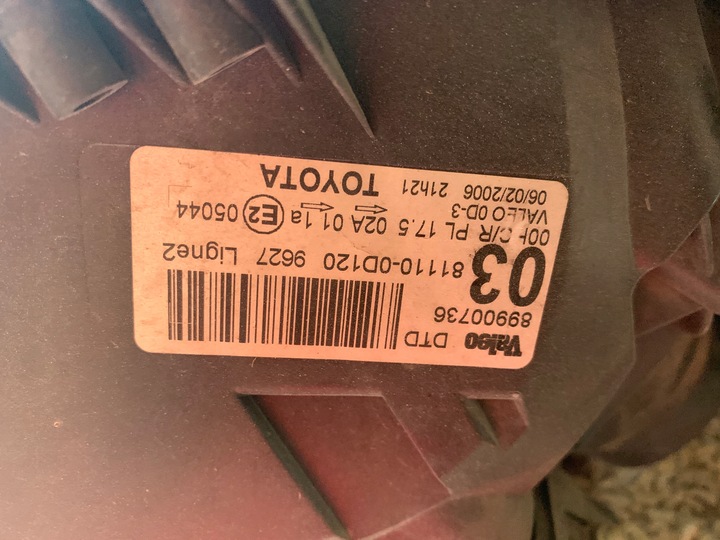 Valeo DTD
89900736
03
81110-0D120 9627 Ligne2
00h C/R PL 17.5 02A 01 1a E2 05044
VALEO 0D-3
06/02/2006 21h21
TOYOTA